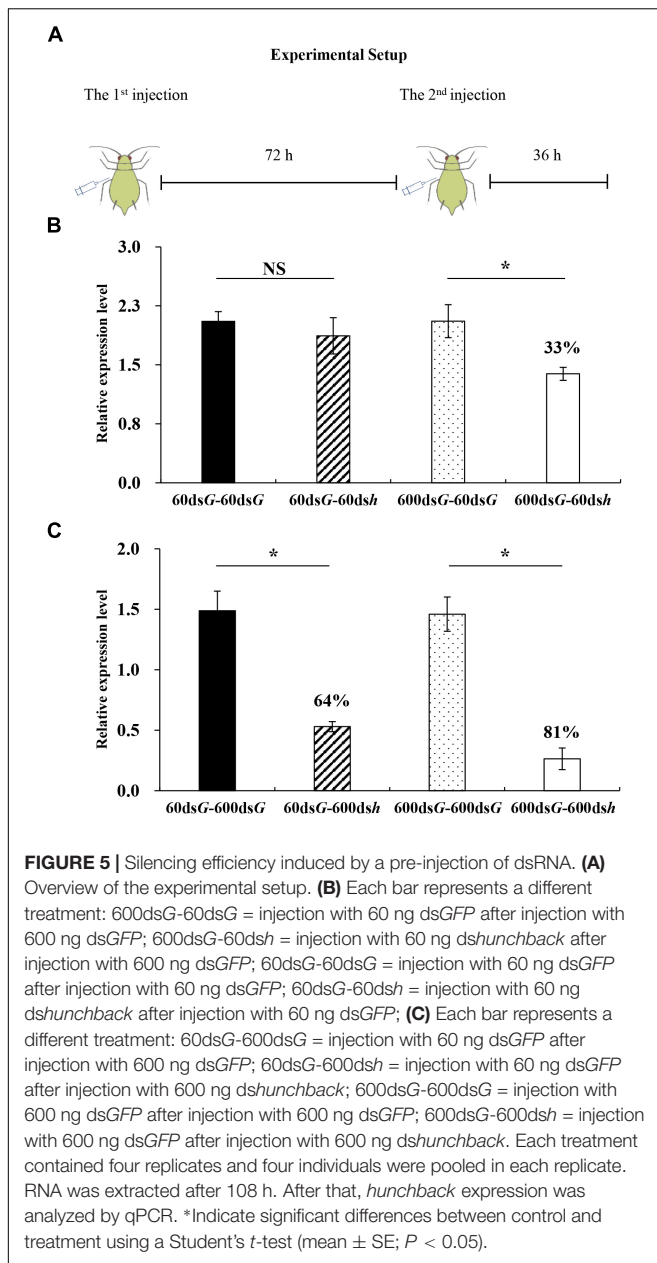 A
Experimental Setup
The 1st injection
The 2nd injection
72 h
36 h
B
Relative expression level
3.0
2.3
1.5
0.8
0.0
NS
*
33%
60dsG-60dsG
60dsG-60dsh
600dsG-60dsG
600dsG-60dsh
C
Relative expression level
2.0
1.5
1.0
0.5
0.0
*
*
64%
81%
60dsG-600dsG
60dsG-600dsh
600dsG-600dsG
600dsG-600dsh
FIGURE 5 | Silencing efficiency induced by a pre-injection of dsRNA. (A)
Overview of the experimental setup. (B) Each bar represents a different
treatment: 600dsG-60dsG = injection with 60 ng dsGFP after injection with
600 ng dsGFP; 600dsG-60dsh = injection with 60 ng dshunchback after
injection with 600 ng dsGFP; 60dsG-60dsG = injection with 60 ng dsGFP
after injection with 60 ng dsGFP; 60dsG-60dsh = injection with 60 ng
dshunchback after injection with 60 ng dsGFP; (C) Each bar represents a
different treatment: 60dsG-600dsG = injection with 60 ng dsGFP after
injection with 600 ng dsGFP; 60dsG-600dsh = injection with 60 ng dsGFP
after injection with 600 ng dshunchback; 600dsG-600dsG = injection with
600 ng dsGFP after injection with 600 ng dsGFP; 600dsG-600dsh = injection
with 600 ng dsGFP after injection with 600 ng dshunchback. Each treatment
contained four replicates and four individuals were pooled in each replicate.
RNA was extracted after 108 h. After that, hunchback expression was
analyzed by qPCR. *Indicate significant differences between control and
treatment using a Student's t-test (mean ± SE; P < 0.05).